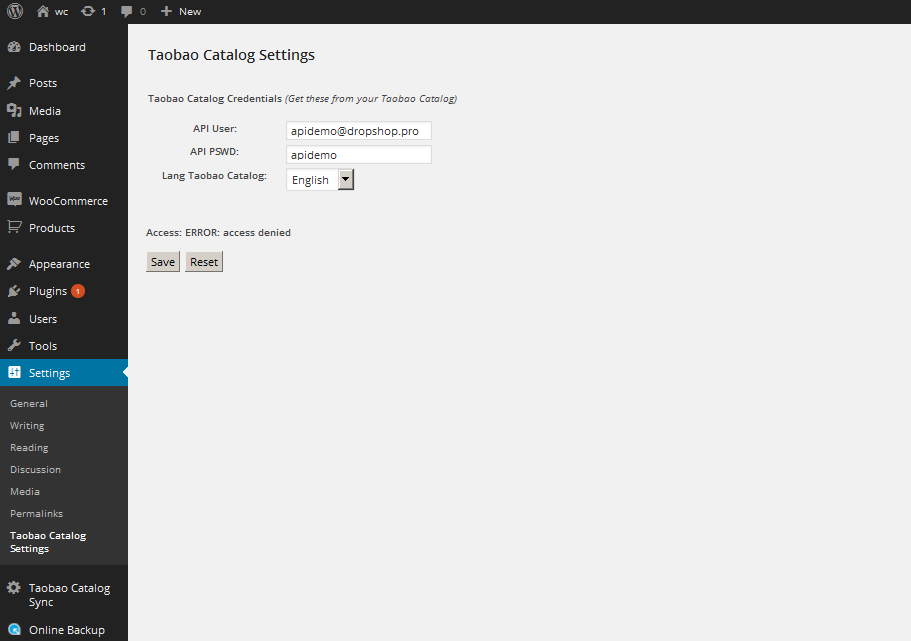 wc 1 0 New
Dashboard
Posts
Media
Pages
Comments
WooCommerce
Products
Appearance
Plugins 1
Users
Tools
Settings
General
Writing
Reading
Discussion
Media
Permalinks
Taobao Catalog
Settings
Taobao Catalog
Sync
Online Backup
Taobao Catalog Settings
Taobao Catalog Credentials (Get these from your Taobao Catalog)
API User: apidemo@dropshop.pro
API PSWD: apidemo
Lang Taobao Catalog: English
Access: ERROR: access denied
Save Reset